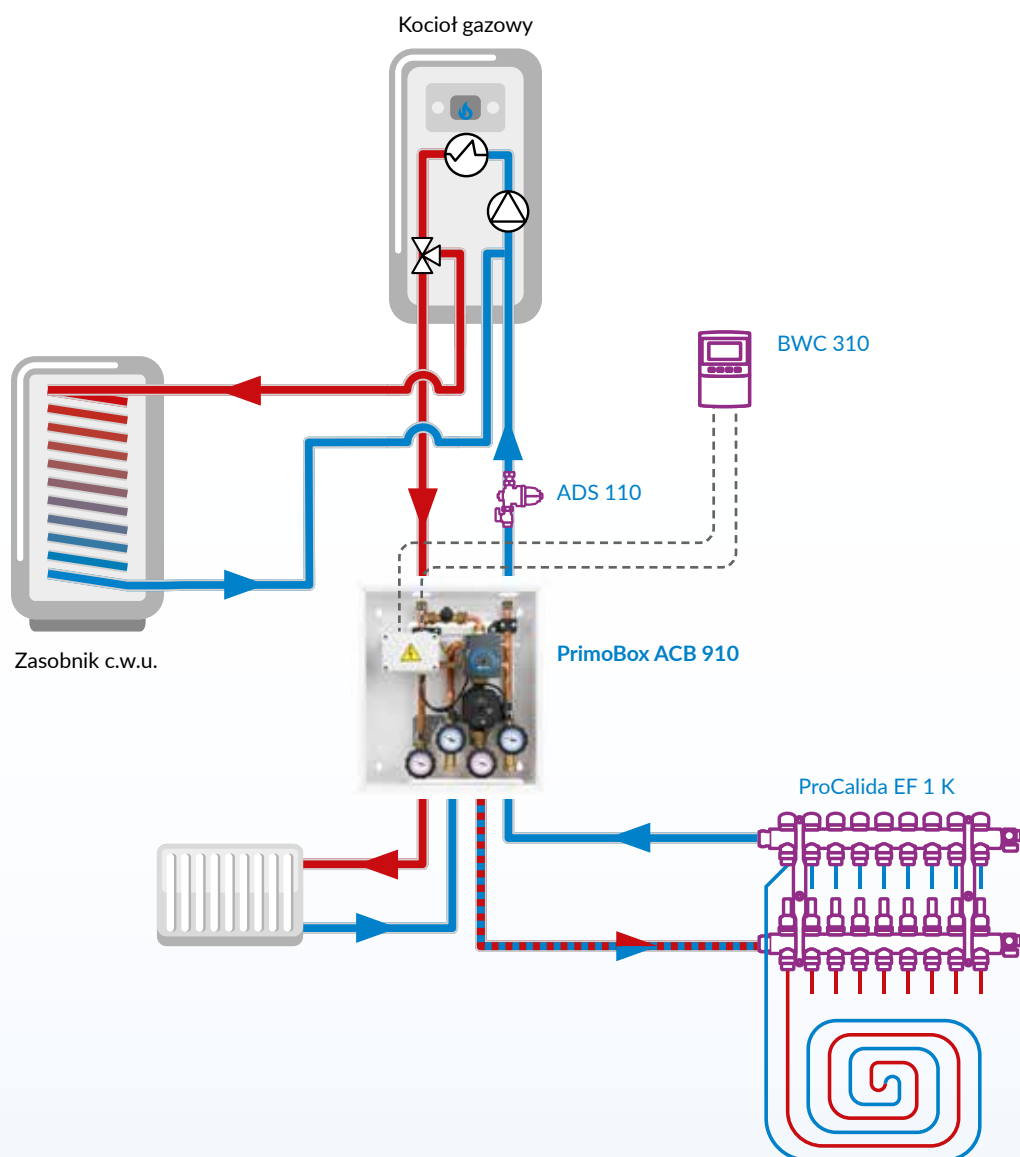 Kocioł gazowy
BWC 310
ADS 110
Zasobnik c.w.u.
PrimoBox ACB 910
ProCalida EF 1 K